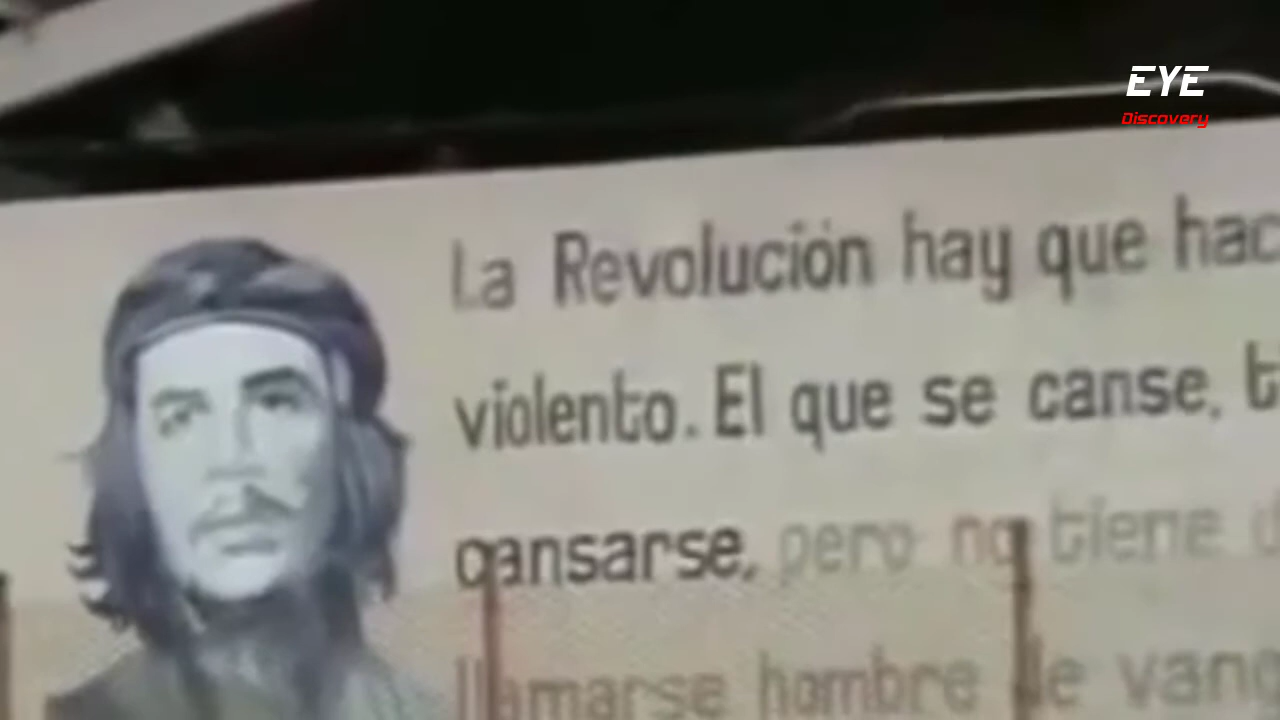 EYE
Discovery
La Revolución hay que hac
violento. El que se canse, t
cansarse, pero no tiene d
llamarse hombre de vang